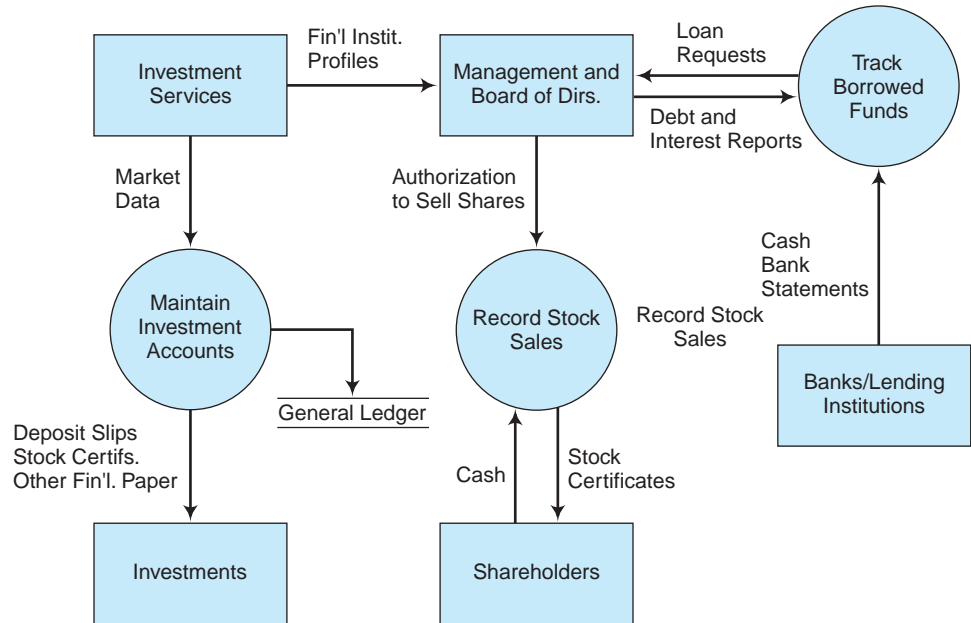 Investment
Services
Fin'l Instit.
Profiles
Management and
Board of Dirs.
Loan
Requests
Debt and
Interest Reports
Track
Borrowed
Funds
Market
Data
Authorization
to Sell Shares
Cash
Bank
Statements
Maintain
Investment
Accounts
General Ledger
Record Stock
Sales
Record Stock
Sales
Banks/Lending
Institutions
Deposit Slips
Stock Certifs.
Other Fin'l. Paper
Cash
Stock
Certificates
Investments
Shareholders